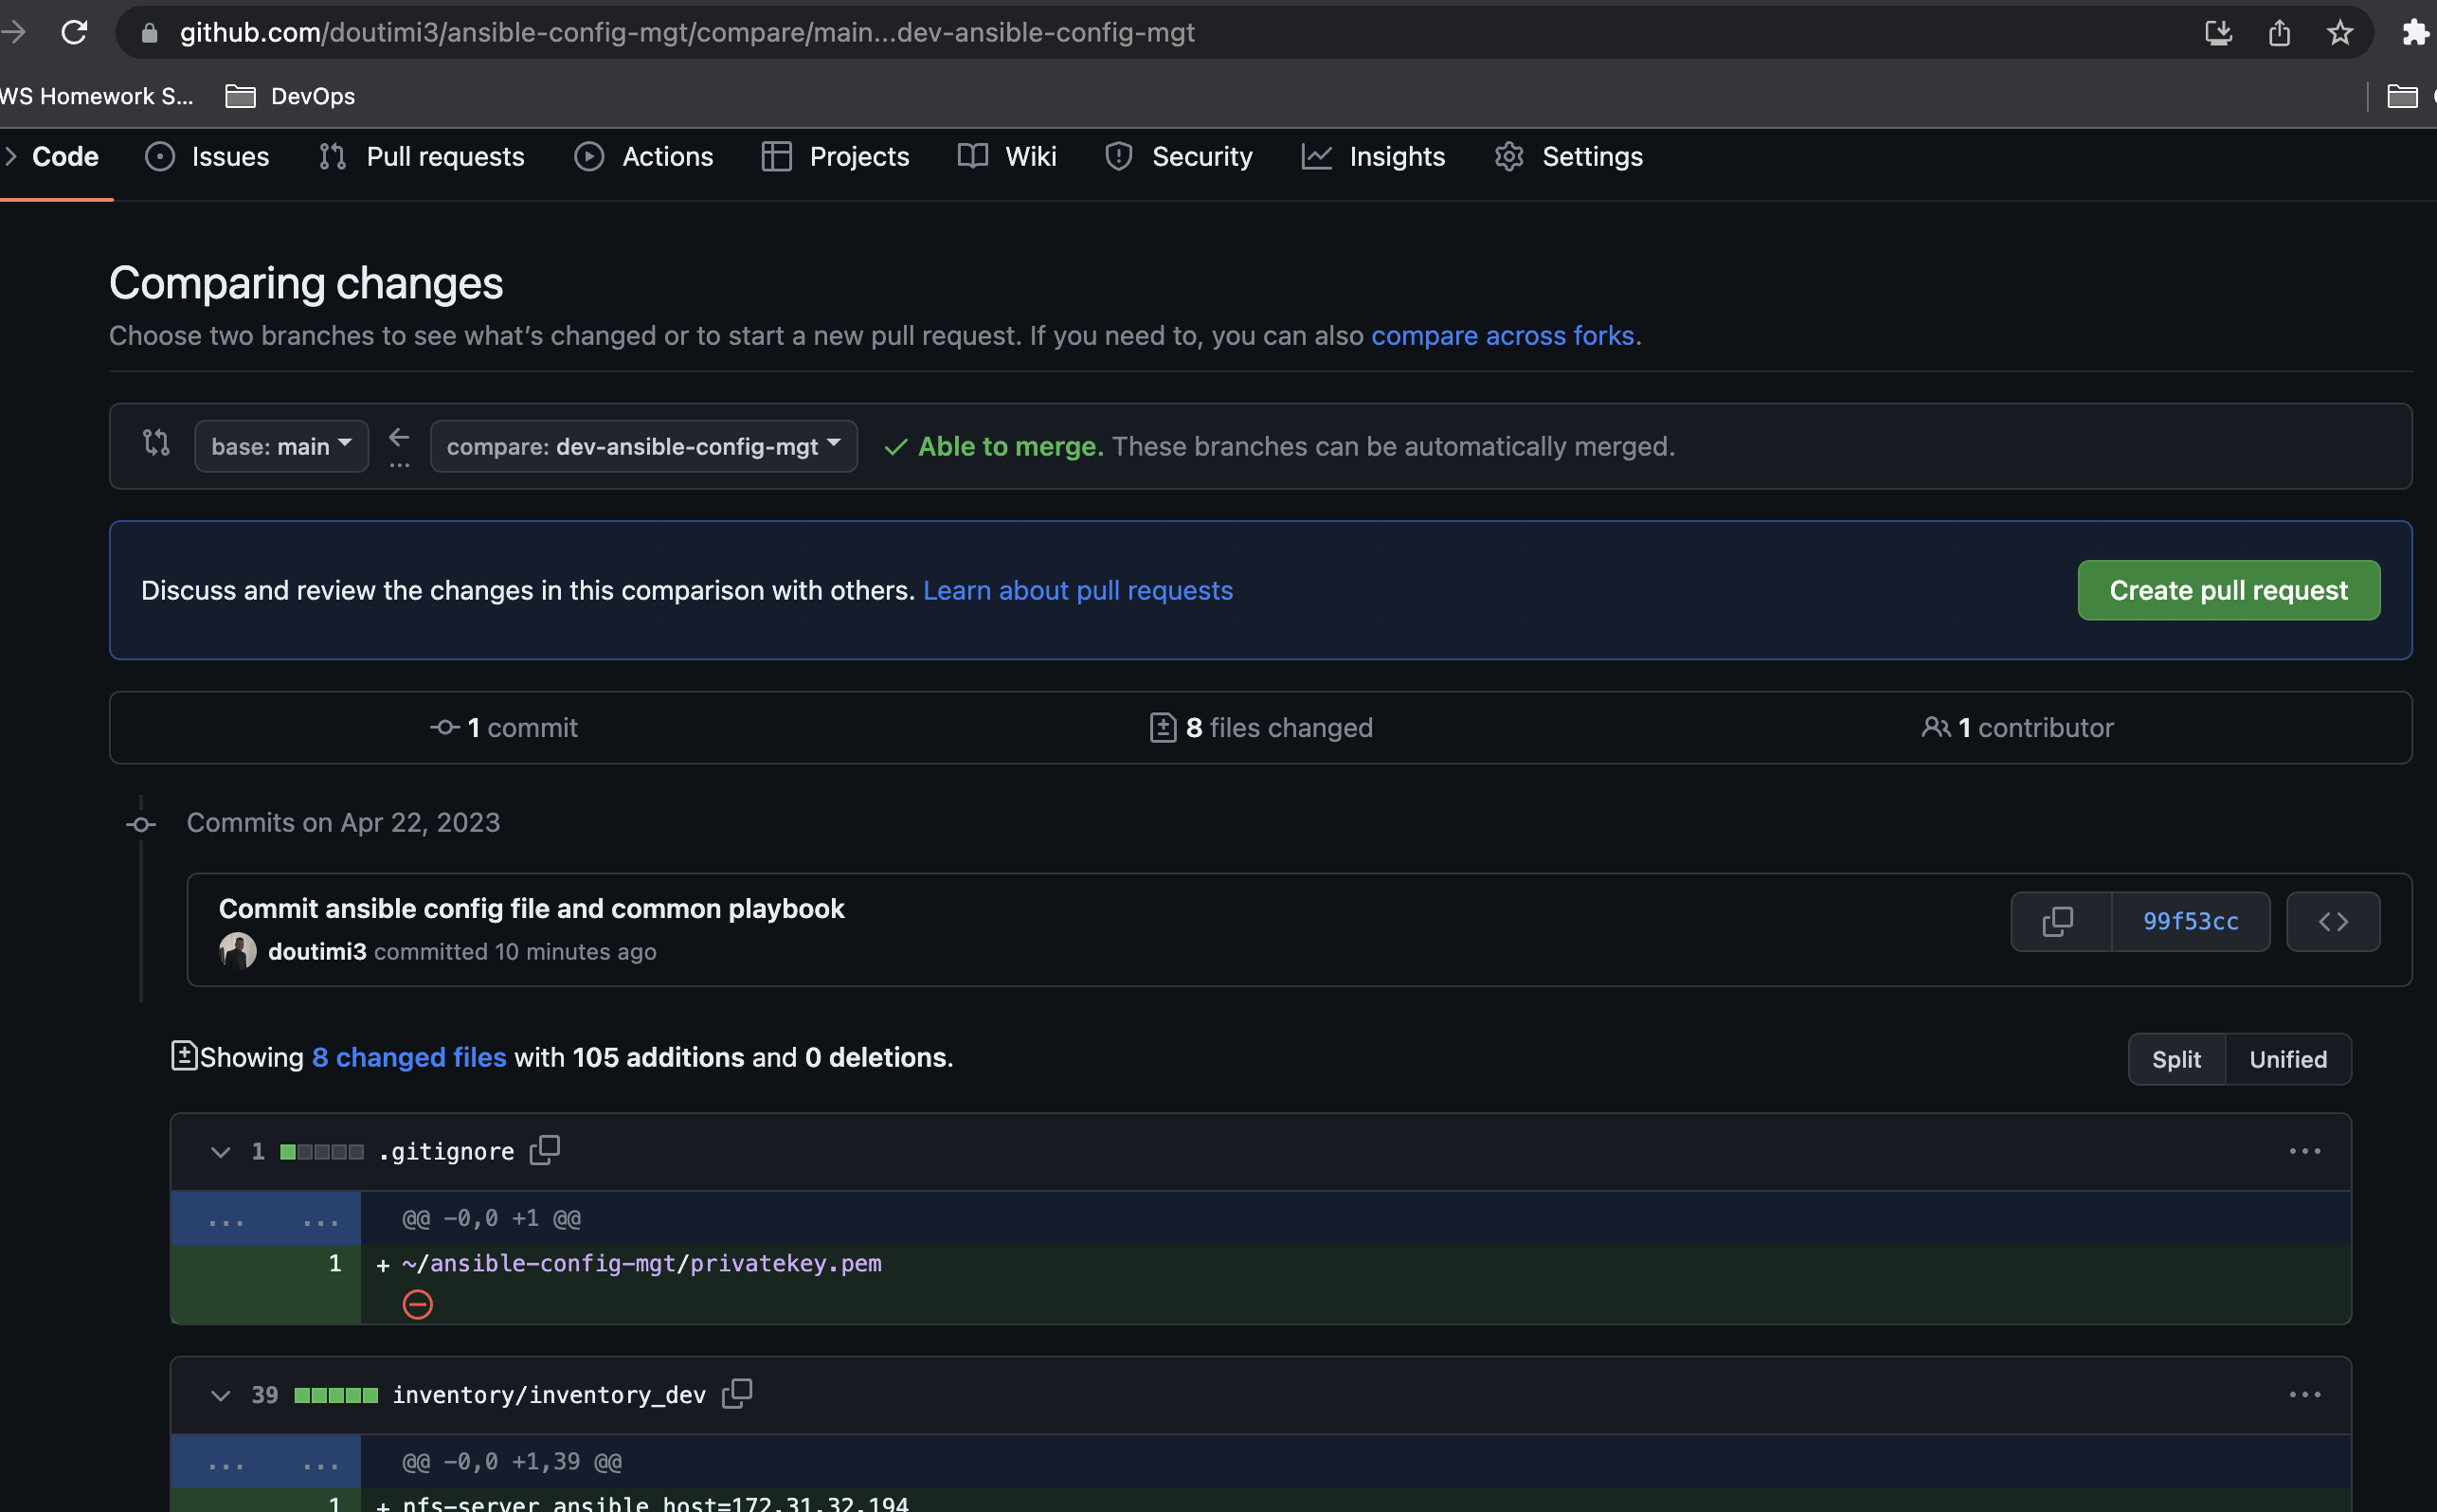 github.com/doutimi3/ansible-config-mgt/compare/main...dev-ansible-config-mgt
WS Homework S... DevOps
Code Issues Pull requests Actions Projects Wiki Security Insights Settings
Comparing changes
Choose two branches to see what's changed or to start a new pull request. If you need to, you can also compare across forks.
base: main compare: dev-ansible-config-mgt Able to merge. These branches can be automatically merged.
Discuss and review the changes in this comparison with others. Learn about pull requests Create pull request
1 commit 8 files changed 1 contributor
Commits on Apr 22, 2023
Commit ansible config file and common playbook
99f53cc
doutimi3 committed 10 minutes ago
Showing 8 changed files with 105 additions and 0 deletions.
Split Unified
1 .gitignore
... ... @@ -0,0 +1 @@
1 + ~/ansible-config-mgt/privatekey.pem
39 inventory/inventory_dev
... ... @@ -0,0 +1,39 @@
1 + nfs-server ansible_host=172.31.32.194